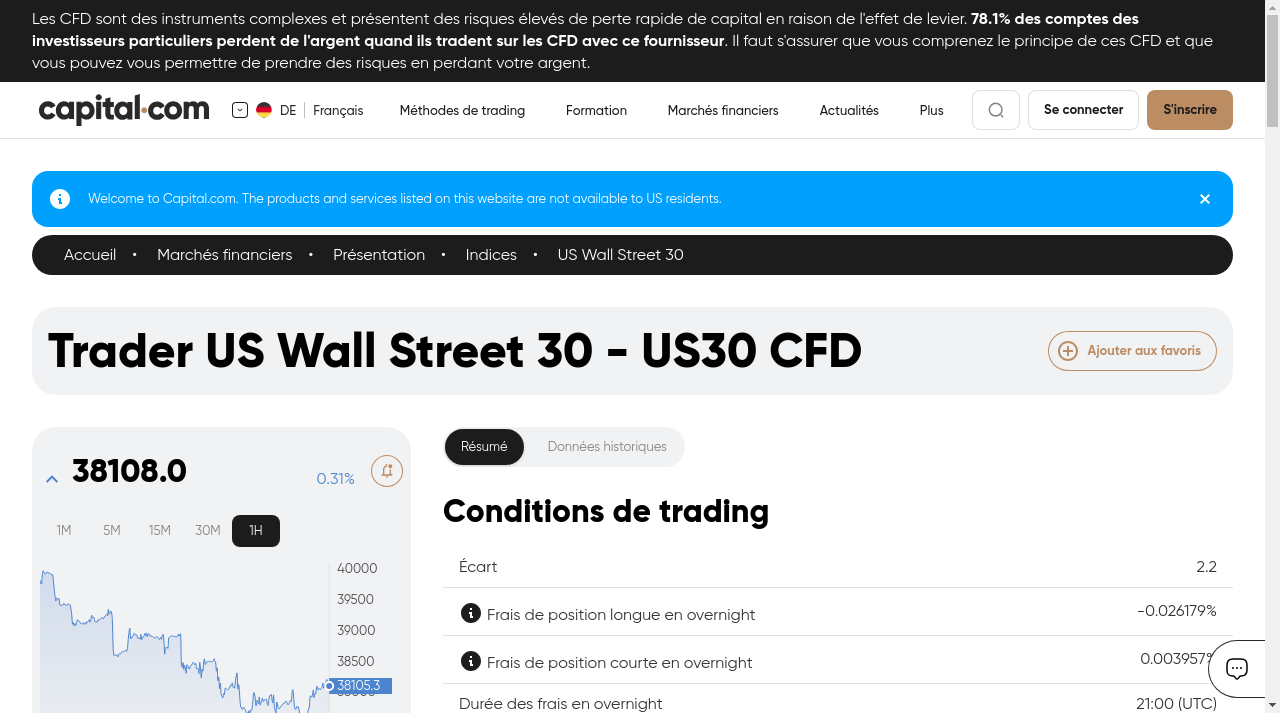 Les CFD sont des instruments complexes et présentent des risques élevés de perte rapide de capital en raison de l'effet de levier. 78.1% des comptes des
investisseurs particuliers perdent de l'argent quand ils tradent sur les CFD avec ce fournisseur. Il faut s'assurer que vous comprenez le principe de ces CFD et que
vous pouvez vous permettre de prendre des risques en perdant votre argent.
capital.com DE Français Méthodes de trading Formation Marchés financiers Actualités Plus Se connecter S'inscrire
Welcome to Capital.com. The products and services listed on this website are not available to US residents.
Accueil • Marchés financiers • Présentation • Indices • US Wall Street 30
Trader US Wall Street 30 - US30 CFD
Ajouter aux favoris
38108.0 0.31%
1M 5M 15M 30M 1H
40000
39500
39000
38500
38105.3
Résumé Données historiques
Conditions de trading
Écart 2.2
Frais de position longue en overnight -0.026179%
Frais de position courte en overnight 0.003957%
Durée des frais en overnight 21:00 (UTC)